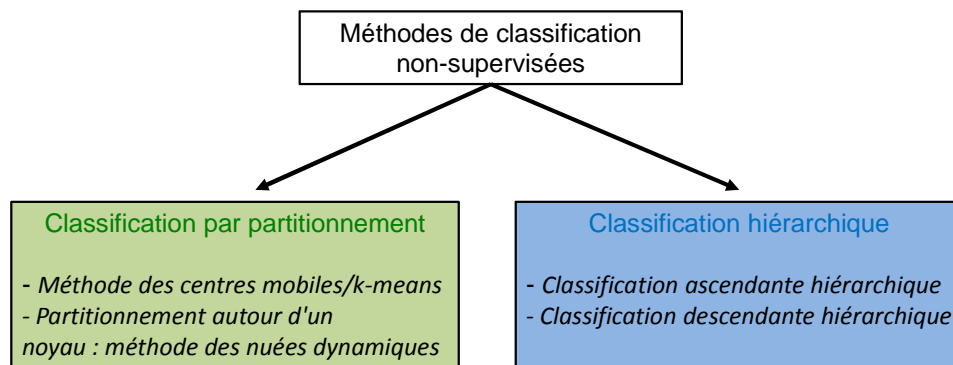 Méthodes de classification
non-supervisées
Classification par partitionnement
- Méthode des centres mobiles/k-means
- Partitionnement autour d'un
noyau : méthode des nuées dynamiques
Classification hiérarchique
- Classification ascendante hiérarchique
- Classification descendante hiérarchique